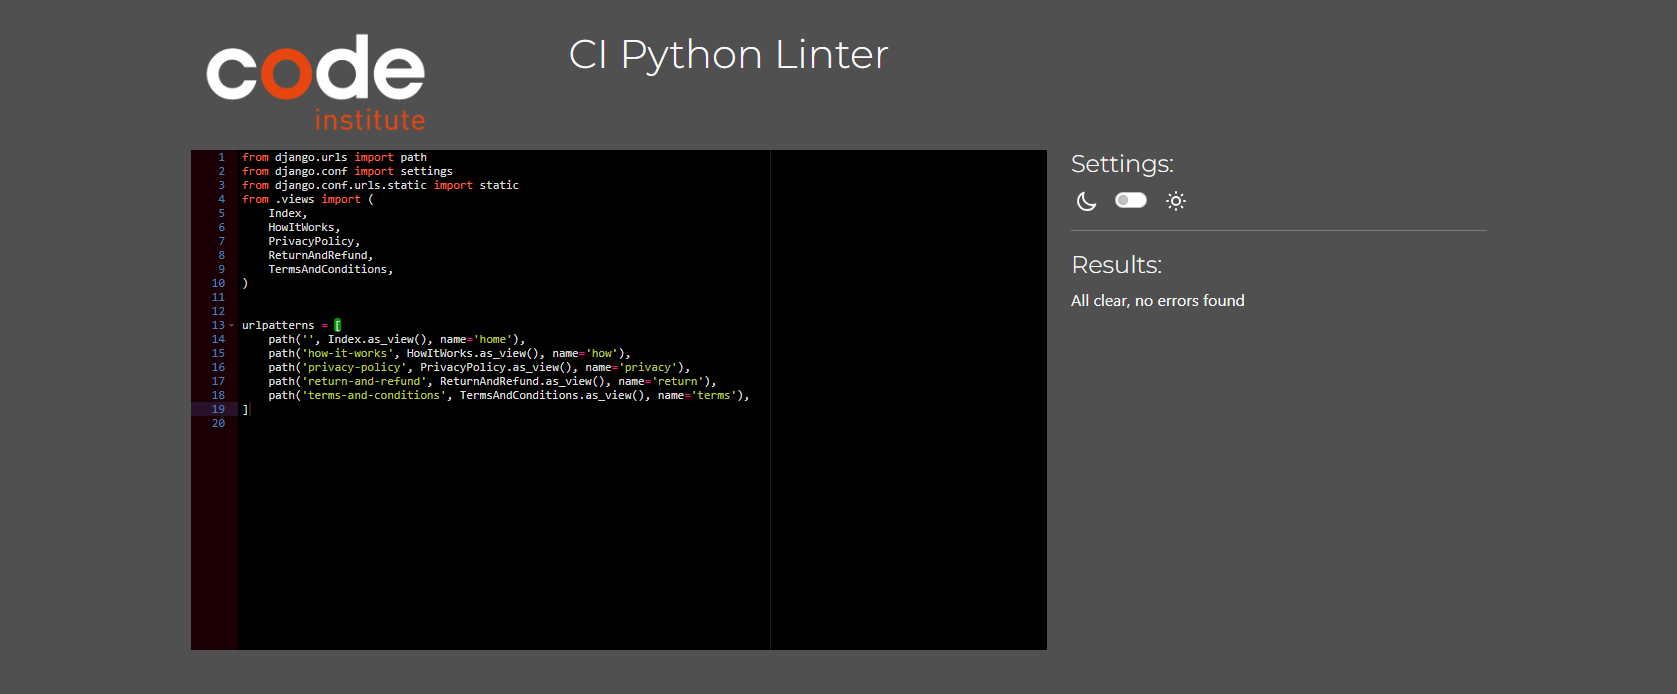 code
institute
CI Python Linter
1 from django.urls import path
2 from django.conf import settings
3 from django.conf.urls.static import static
4 from .views import (
5     Index,
6     HowItWorks,
7     PrivacyPolicy,
8     ReturnAndRefund,
9     TermsAndConditions,
10 )
11
12
13 urlpatterns = [
14     path('', Index.as_view(), name='home'),
15     path('how-it-works', HowItWorks.as_view(), name='how'),
16     path('privacy-policy', PrivacyPolicy.as_view(), name='privacy'),
17     path('return-and-refund', ReturnAndRefund.as_view(), name='return'),
18     path('terms-and-conditions', TermsAndConditions.as_view(), name='terms'),
19 ]
20
Settings:
Results:
All clear, no errors found